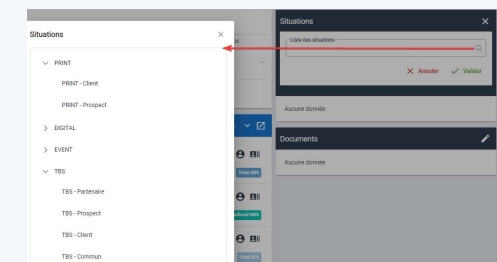 Situations
PRINT
PRINT - Client
PRINT - Prospect
DIGITAL
EVENT
TBS
TBS - Partenaire
TBS - Prospect
TBS - Client
TBS - Commun
Situations
Liste des situations
Annuler
Valider
Aucune donnée
Documents
Aucune donnée